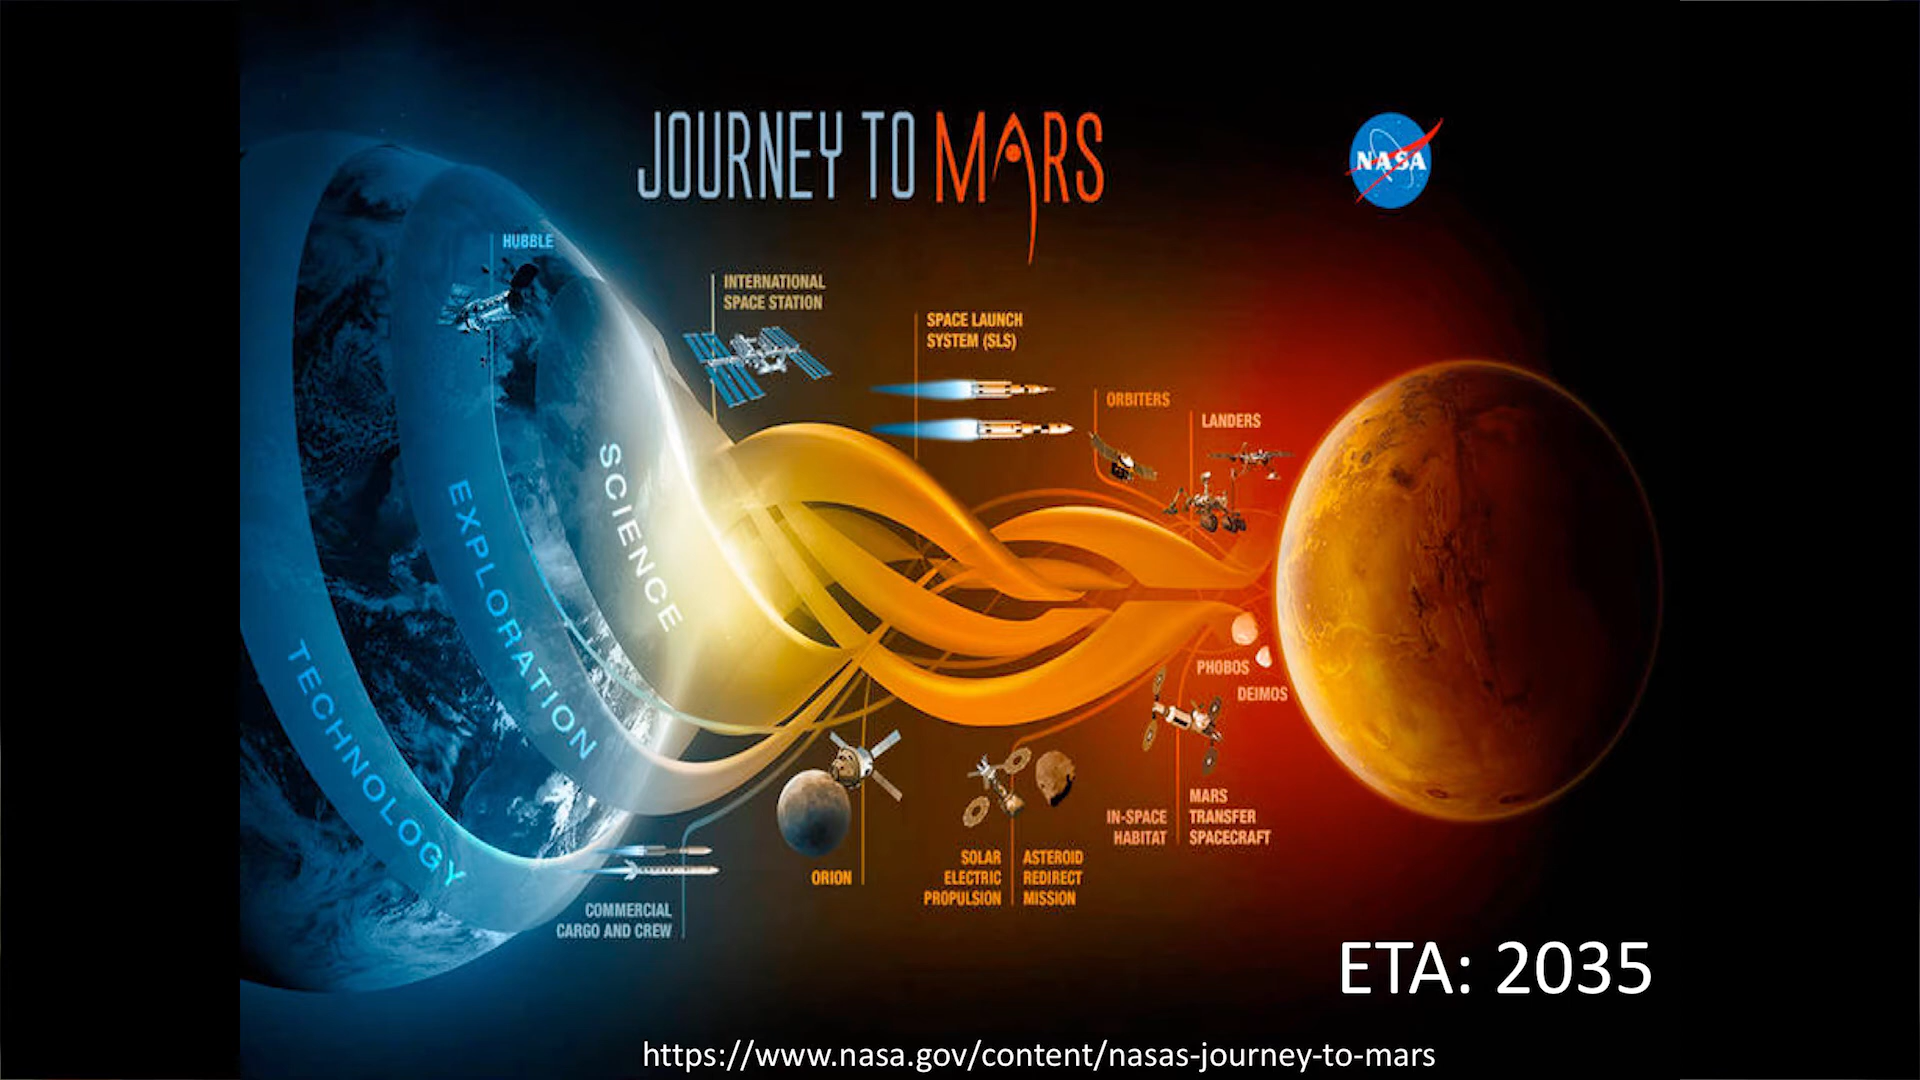 JOURNEY TO MARS
NASA
HUBBLE
INTERNATIONAL
SPACE STATION
SPACE LAUNCH
SYSTEM (SLS)
ORBITERS
LANDERS
SCIENCE
EXPLORATION
TECHNOLOGY
PHOBOS
DEIMOS
MARS
TRANSFER
SPACECRAFT
IN-SPACE
HABITAT
SOLAR
ELECTRIC
PROPULSION
ASTEROID
REDIRECT
MISSION
ORION
COMMERCIAL
CARGO AND CREW
ETA: 2035
https://www.nasa.gov/content/nasas-journey-to-mars